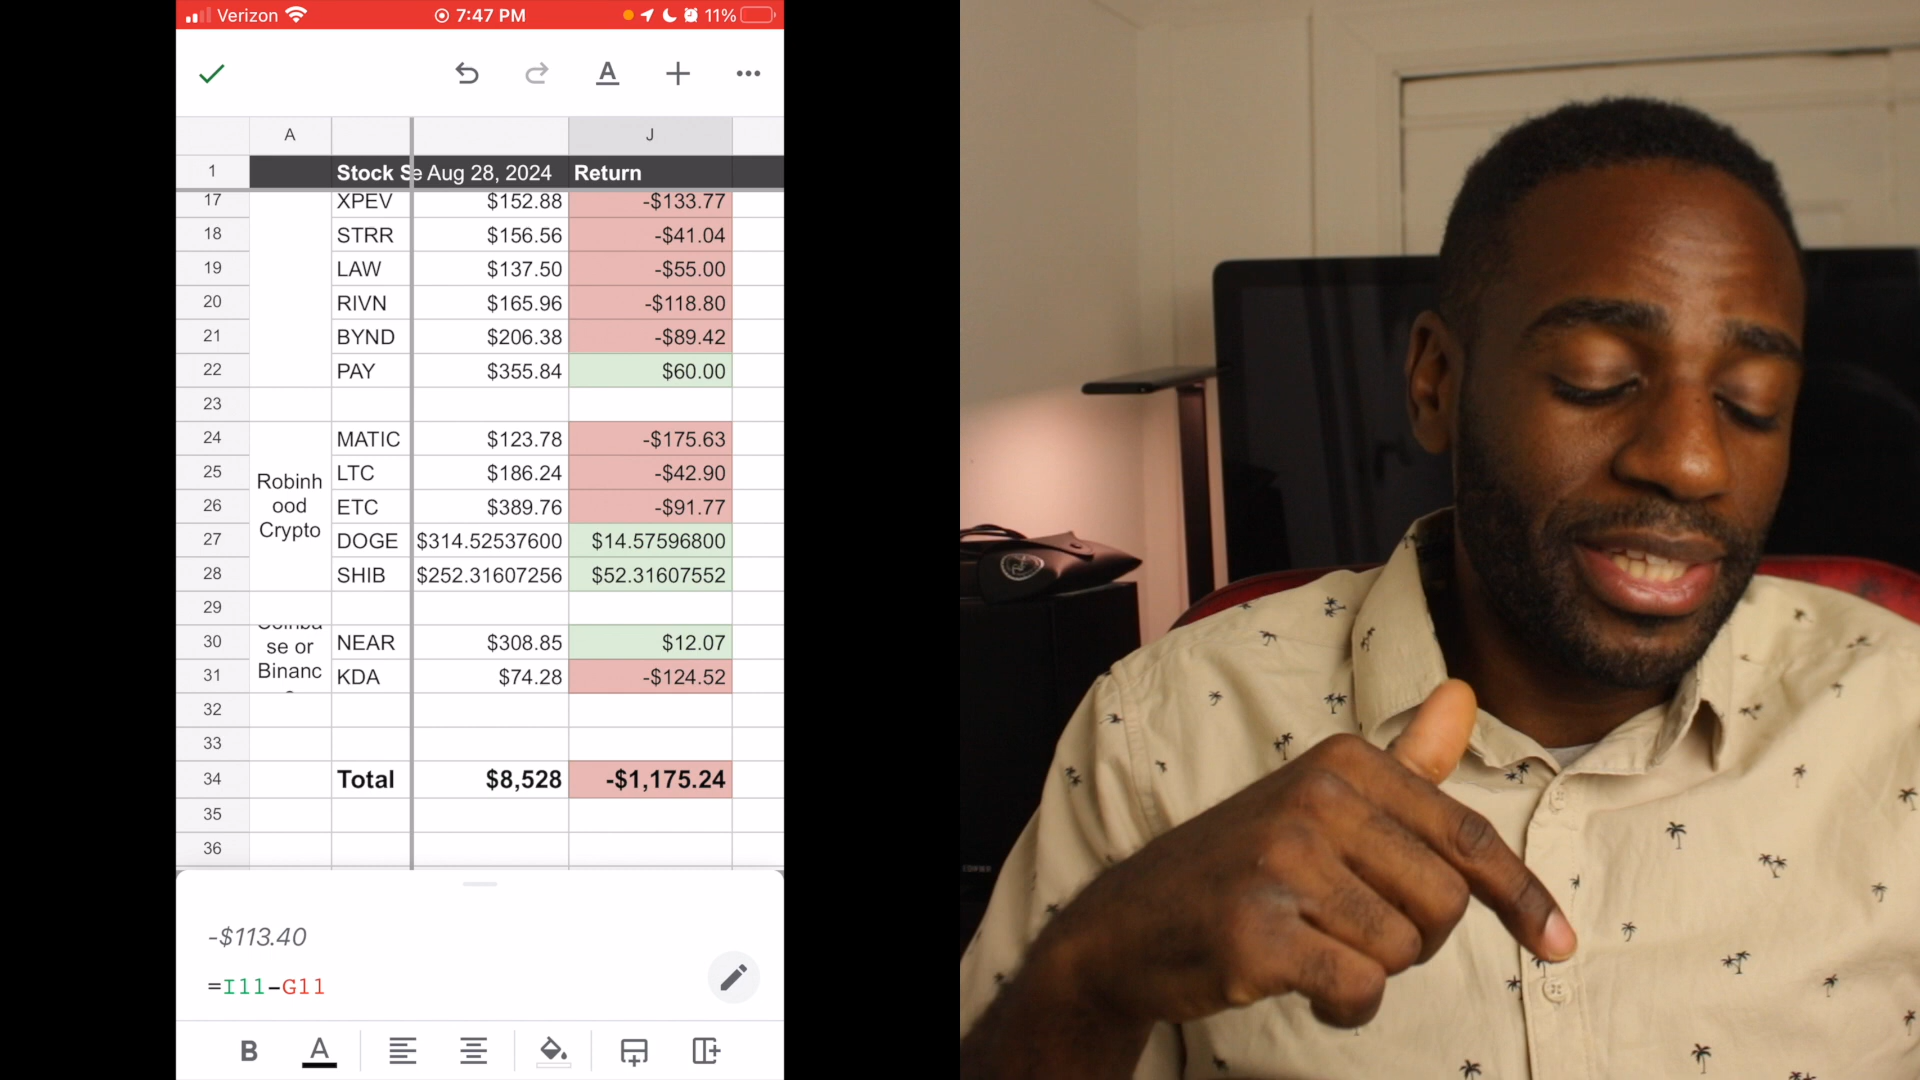 Verizon 7:47 PM 11%
A J
1 Stock Se Aug 28, 2024 Return
17 XPEV $152.88 -$133.77
18 STRR $156.56 -$41.04
19 LAW $137.50 -$55.00
20 RIVN $165.96 -$118.80
21 BYND $206.38 -$89.42
22 PAY $355.84 $60.00
23
24 MATIC $123.78 -$175.63
25 LTC $186.24 -$42.90
26 ETC $389.76 -$91.77
27 DOGE $314.52537600 $14.57596800
28 SHIB $252.31607256 $52.31607552
Robinh
ood
Crypto
29
30 NEAR $308.85 $12.07
31 KDA $74.28 -$124.52
se or
Binanc
32
33
34 Total $8,528 -$1,175.24
35
36
-$113.40
=I11-G11
B A